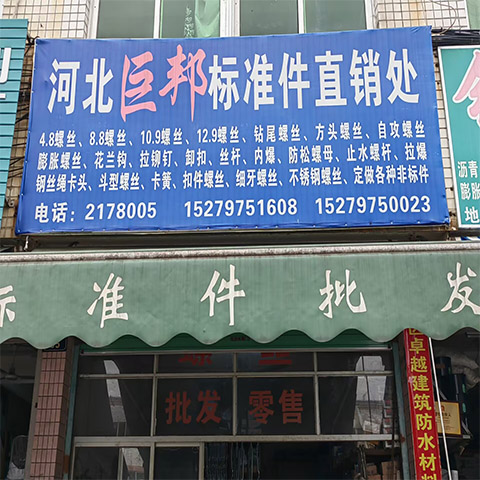 河北巨邦标准件直销处
4.8螺丝、8.8螺丝、10.9螺丝、12.9螺丝、钻尾螺丝、方头螺丝、自攻螺丝
膨胀螺丝、花兰钩、拉铆钉、卸扣、丝杆、内爆、防松螺母、止水螺杆、拉爆
钢丝绳卡头、斗型螺丝、卡簧、扣件螺丝、细牙螺丝、不锈钢螺丝、定做各种非标件
电话：2178005 15279751608 15279750023
沥青
膨胀
地
标准件批发
批发 零售
卓越建筑防水材料